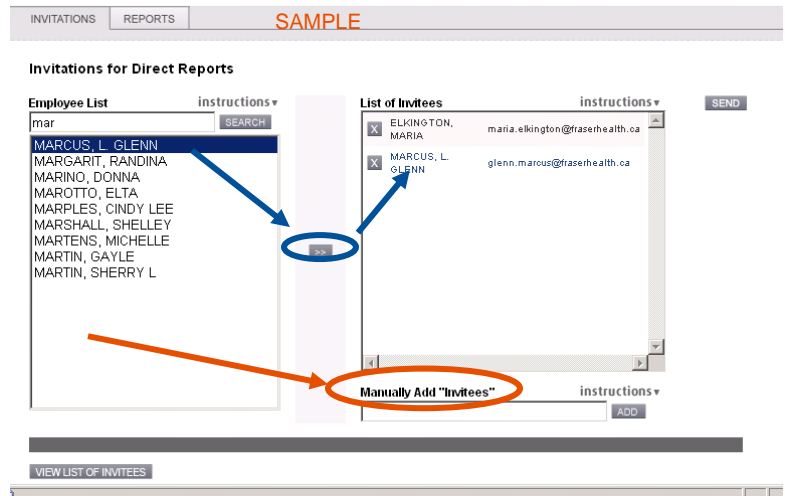 INVITATIONS REPORTS SAMPLE
Invitations for Direct Reports
Employee List instructions▾
mar SEARCH
MARCUS, L. GLENN
MARGARIT, RANDINA
MARINO, DONNA
MAROTTO, ELTA
MARPLES, CINDY LEE
MARSHALL, SHELLEY
MARTENS, MICHELLE
MARTIN, GAYLE
MARTIN, SHERRY L
>>
List of Invitees instructions▾ SEND
X ELKINGTON, MARIA maria.elkington@fraserhealth.ca
X MARCUS, L. GLENN glenn.marcus@fraserhealth.ca
Manually Add "Invitees" instructions▾
ADD
VIEW LIST OF INVITEES